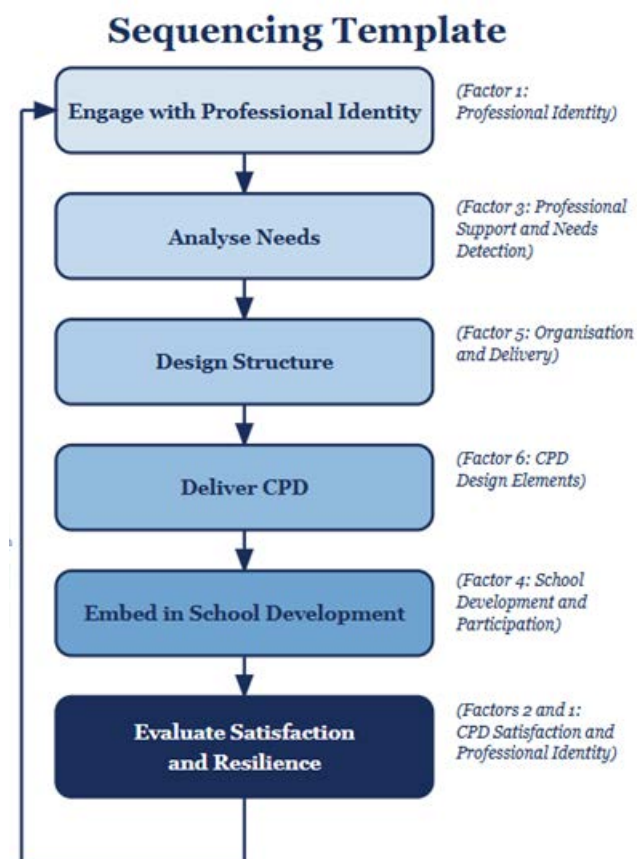 Sequencing Template
Engage with Professional Identity
(Factor 1:
Professional Identity)
Analyse Needs
(Factor 3: Professional
Support and Needs
Detection)
Design Structure
(Factor 5: Organisation
and Delivery)
Deliver CPD
(Factor 6: CPD
Design Elements)
Embed in School Development
(Factor 4: School
Development and
Participation)
Evaluate Satisfaction
and Resilience
(Factors 2 and 1:
CPD Satisfaction and
Professional Identity)